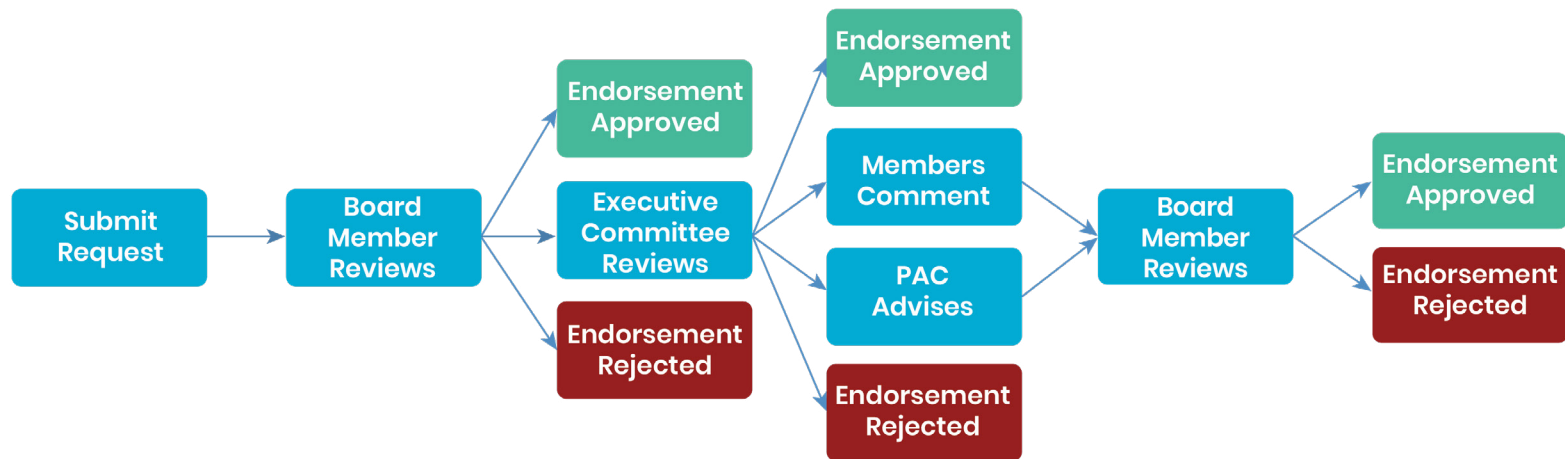 Submit
Request
Board
Member
Reviews
Endorsement
Approved
Executive
Committee
Reviews
Endorsement
Rejected
Endorsement
Approved
Members
Comment
PAC
Advises
Endorsement
Rejected
Board
Member
Reviews
Endorsement
Approved
Endorsement
Rejected